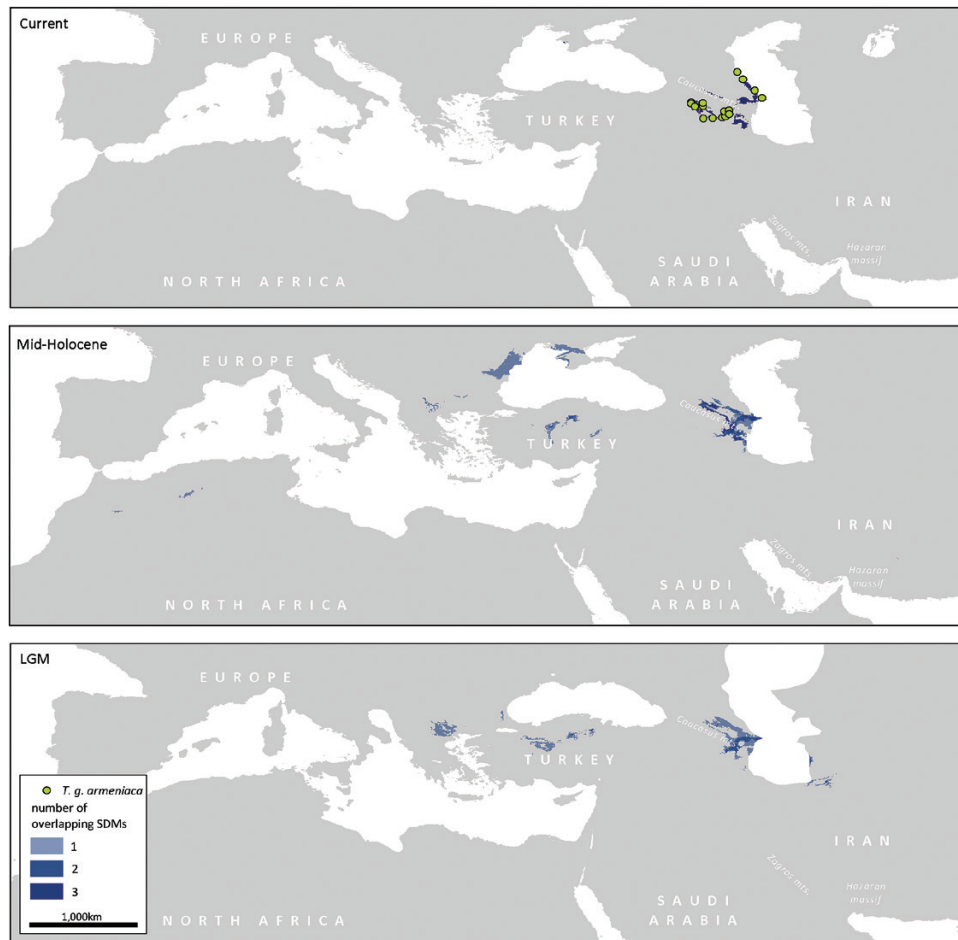 Current
EUROPE
Caucasus mts.
TURKEY
IRAN
Zagros mts.
SAUDI
ARABIA
Hazaran
massif
NORTH AFRICA
Mid-Holocene
EUROPE
Caucasus
TURKEY
IRAN
Zagros mts.
SAUDI
ARABIA
Hazaran
massif
NORTH AFRICA
LGM
EUROPE
Caucasus
TURKEY
T. g. armeniaca
number of
overlapping SDMs
1
2
3
1,000km
IRAN
Zagros mts.
SAUDI
ARABIA
Hazaran
massif
NORTH AFRICA